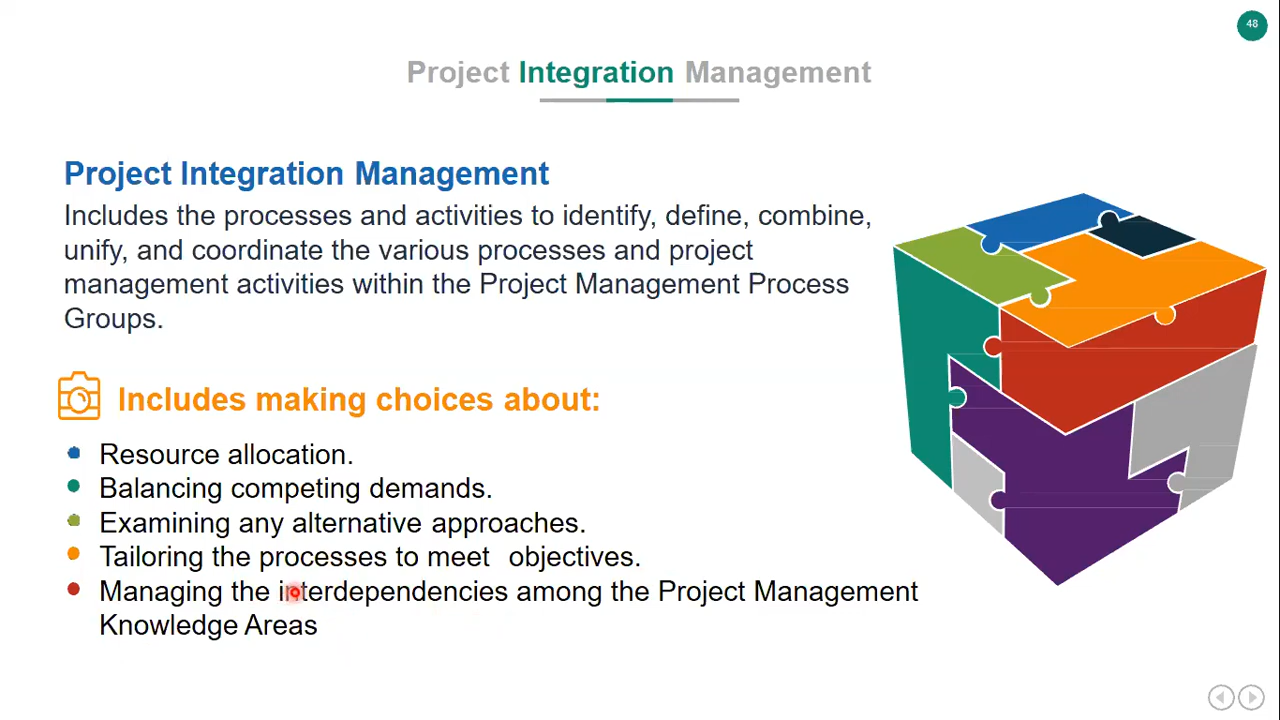 48
Project Integration Management
Project Integration Management
Includes the processes and activities to identify, define, combine,
unify, and coordinate the various processes and project
management activities within the Project Management Process
Groups.
Includes making choices about:
Resource allocation.
Balancing competing demands.
Examining any alternative approaches.
Tailoring the processes to meet objectives.
Managing the interdependencies among the Project Management
Knowledge Areas